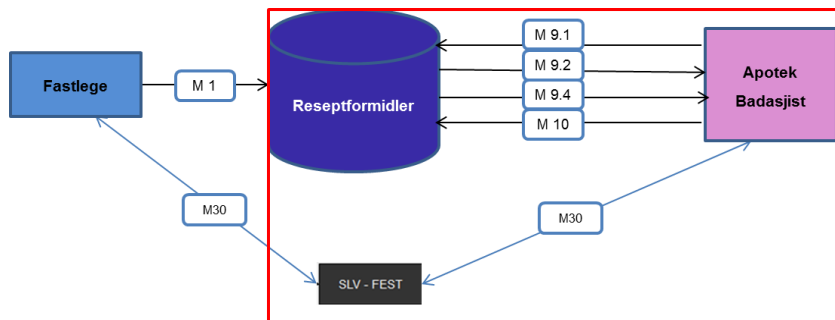 M 9.1
M 9.2
Fastlege
M 1
Reseptformidler
M 9.4
M 10
Apotek
Badasjist
M30
M30
SLV - FEST